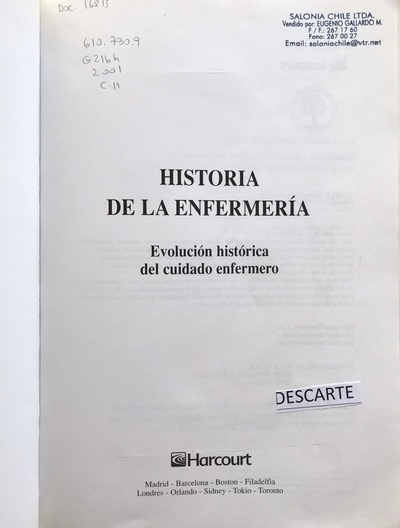 DOC. 16815
610.730.9
G216h
2001
C.11
SALONIA CHILE LTDA.
Vendido por: EUGENIO GALLARDO M.
F / F.: 267 17 60
Fono: 267 00 27
Email: saloniachile@vtr.net
HISTORIA
DE LA ENFERMERÍA
Evolución histórica
del cuidado enfermero
DESCARTE
Harcourt
Madrid - Barcelona - Boston - Filadelfia
Londres - Orlando - Sidney - Tokio - Toronto